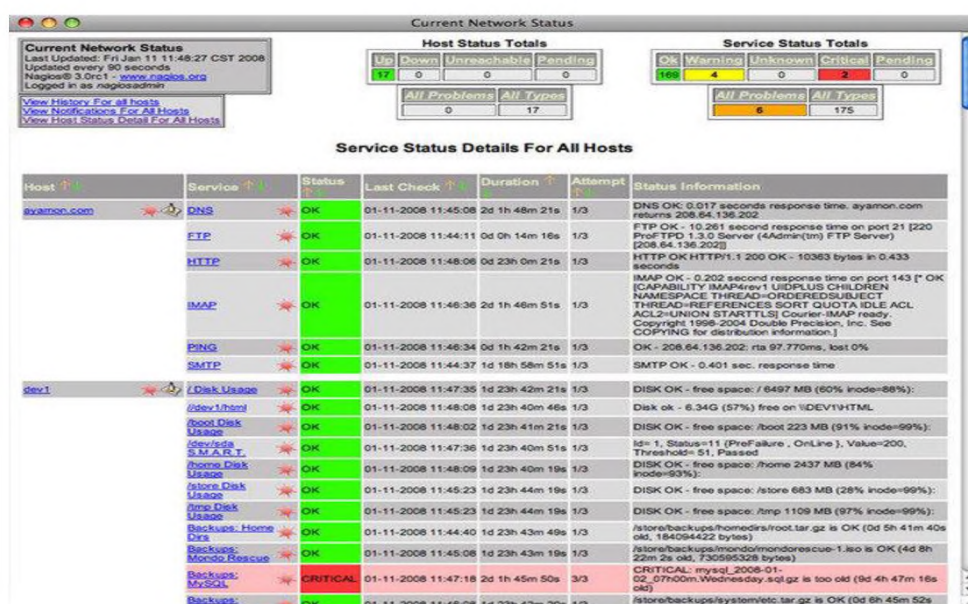 Current Network Status
Current Network Status
Last Updated: Fri Jan 11 11:48:27 CST 2008
Updated every 90 seconds
Nagios® 3.0rc1 - www.nagios.org
Logged in as nagiosadmin
View History For all hosts
View Notifications For All Hosts
View Host Status Detail For All Hosts
Host Status Totals
Up Down Unreachable Pending
17 0 0 0
All Problems All Types
0 17
Service Status Totals
Ok Warning Unknown Critical Pending
169 4 0 2 0
All Problems All Types
6 175
Service Status Details For All Hosts
Host Service Status Last Check Duration Attempt Status Information
ayamon.com DNS OK 01-11-2008 11:45:08 2d 1h 48m 21s 1/3 DNS OK: 0.017 seconds response time. ayamon.com
returns 208.64.136.202
FTP OK 01-11-2008 11:44:11 0d 0h 14m 16s 1/3 FTP OK - 10.261 second response time on port 21 [220
ProFTPD 1.3.0 Server (4Admin(tm) FTP Server)
[208.64.136.202]]
HTTP OK 01-11-2008 11:48:06 0d 23h 0m 21s 1/3 HTTP OK HTTP/1.1 200 OK - 10363 bytes in 0.433
seconds
IMAP OK 01-11-2008 11:46:36 2d 1h 46m 51s 1/3 IMAP OK - 0.202 second response time on port 143 [* OK
[CAPABILITY IMAP4rev1 UIDPLUS CHILDREN
NAMESPACE THREAD=ORDEREDSUBJECT
THREAD=REFERENCES SORT QUOTA IDLE ACL
ACL2=UNION STARTTLS] Courier-IMAP ready.
Copyright 1998-2004 Double Precision, Inc. See
COPYING for distribution information.]
PING OK 01-11-2008 11:46:34 0d 1h 42m 21s 1/3 OK - 208.64.136.202: rta 97.770ms, lost 0%
SMTP OK 01-11-2008 11:44:37 1d 18h 58m 51s 1/3 SMTP OK - 0.401 sec. response time
dev1 / Disk Usage OK 01-11-2008 11:47:35 1d 23h 42m 21s 1/3 DISK OK - free space: / 6497 MB (60% inode=88%):
//dev1/html OK 01-11-2008 11:48:08 1d 23h 40m 46s 1/3 Disk ok - 6.34G (57%) free on \\DEV1\HTML
/boot Disk
Usage OK 01-11-2008 11:48:02 1d 23h 41m 21s 1/3 DISK OK - free space: /boot 223 MB (91% inode=99%):
/dev/sda
S.M.A.R.T. OK 01-11-2008 11:47:36 1d 23h 40m 51s 1/3 Id= 1, Status=11 {PreFailure , OnLine }, Value=200,
Threshold= 51, Passed
/home Disk
Usage OK 01-11-2008 11:48:09 1d 23h 40m 19s 1/3 DISK OK - free space: /home 2437 MB (84%
inode=93%):
/store Disk
Usage OK 01-11-2008 11:45:23 1d 23h 44m 19s 1/3 DISK OK - free space: /store 683 MB (28% inode=99%):
/tmp Disk
Usage OK 01-11-2008 11:45:23 1d 23h 44m 19s 1/3 DISK OK - free space: /tmp 1109 MB (97% inode=99%):
Backups: Home
Dirs OK 01-11-2008 11:44:40 1d 23h 43m 49s 1/3 /store/backups/homedirs/root.tar.gz is OK (0d 5h 41m 40s
old, 184094422 bytes)
Backups:
Mondo Rescue OK 01-11-2008 11:45:08 1d 23h 43m 19s 1/3 /store/backups/mondo/mondorescue-1.iso is OK (4d 8h
22m 2s old, 730595328 bytes)
Backups:
MySQL CRITICAL 01-11-2008 11:47:18 2d 1h 45m 50s 3/3 CRITICAL: mysql_2008-01-
02_07h00m.Wednesday.sql.gz is too old (9d 4h 47m 16s
old)
Backups: OK /store/backups/system/etc.tar.gz is OK (0d 6h 45m 52s